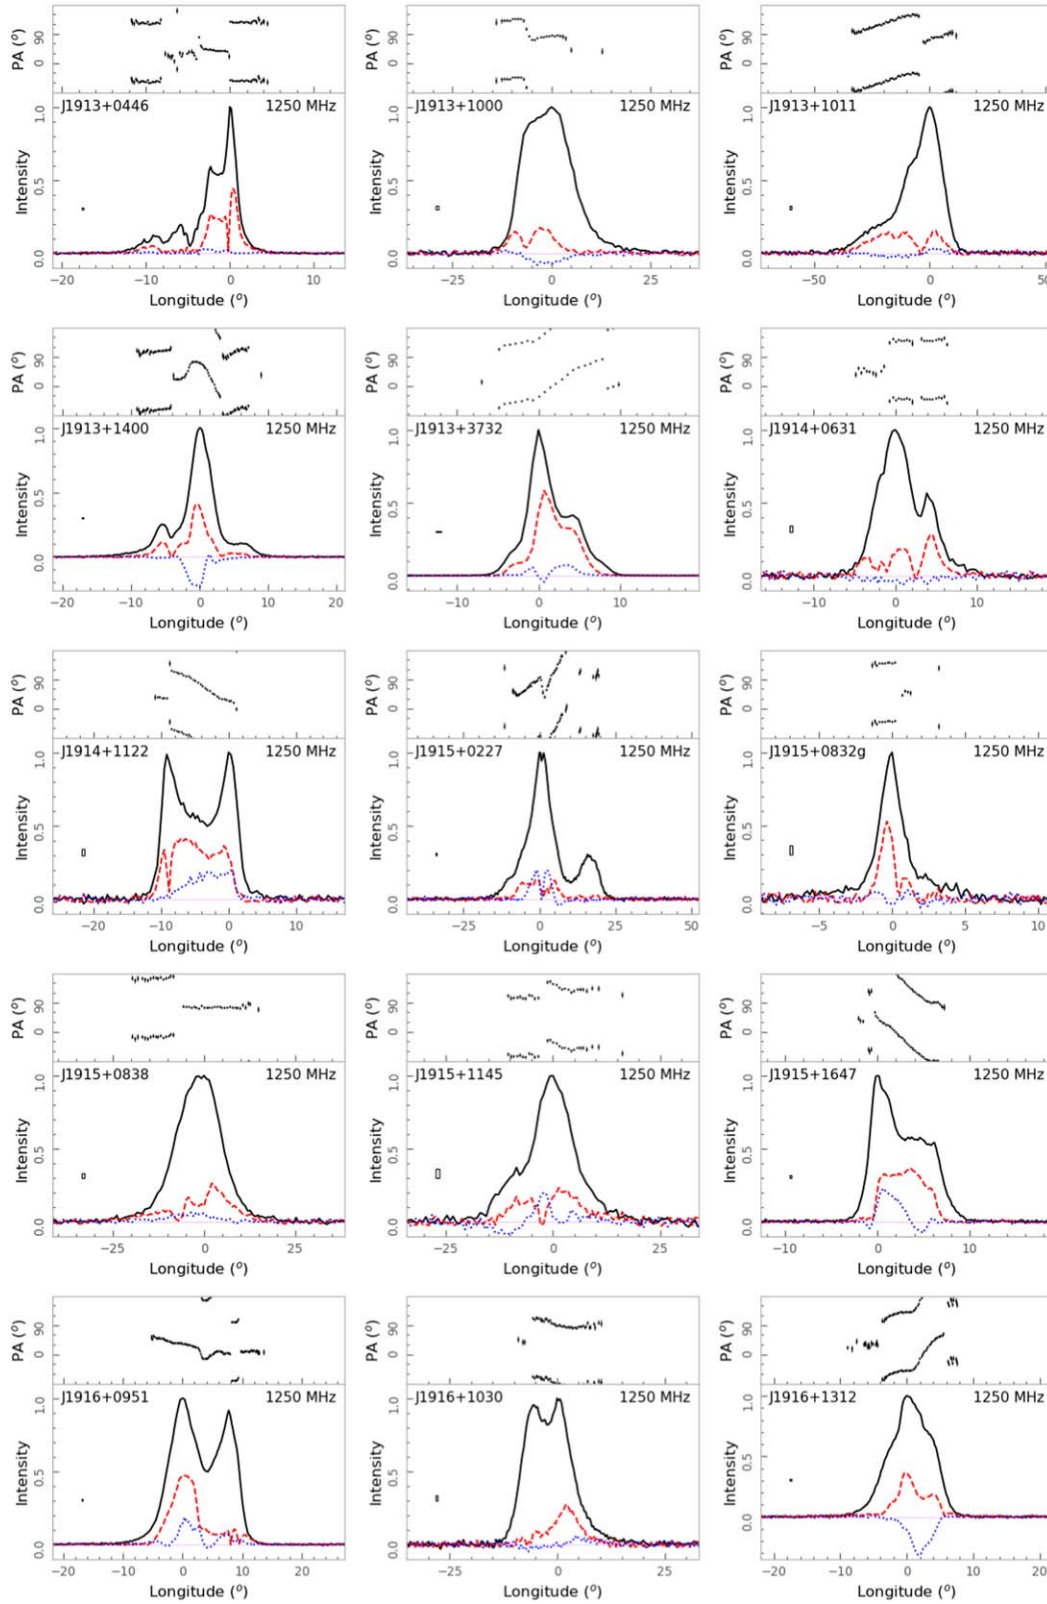 PA (°) 90 0
PA (°) 90 0
PA (°) 90 0
J1913+0446 1250 MHz
J1913+1000 1250 MHz
J1913+1011 1250 MHz
Intensity 1.0 0.5 0.0
Intensity 1.0 0.5 0.0
Intensity 1.0 0.5 0.0
−20 −10 0 10
−25 0 25
−50 0 50
Longitude (°)
Longitude (°)
Longitude (°)
PA (°) 90 0
PA (°) 90 0
PA (°) 90 0
J1913+1400 1250 MHz
J1913+3732 1250 MHz
J1914+0631 1250 MHz
Intensity 1.0 0.5 0.0
Intensity 1.0 0.5 0.0
Intensity 1.0 0.5 0.0
−20 −10 0 10 20
−10 0 10
−10 0 10
Longitude (°)
Longitude (°)
Longitude (°)
PA (°) 90 0
PA (°) 90 0
PA (°) 90 0
J1914+1122 1250 MHz
J1915+0227 1250 MHz
J1915+0832g 1250 MHz
Intensity 1.0 0.5 0.0
Intensity 1.0 0.5 0.0
Intensity 1.0 0.5 0.0
−20 −10 0 10
−25 0 25 50
−5 0 5 10
Longitude (°)
Longitude (°)
Longitude (°)
PA (°) 90 0
PA (°) 90 0
PA (°) 90 0
J1915+0838 1250 MHz
J1915+1145 1250 MHz
J1915+1647 1250 MHz
Intensity 1.0 0.5 0.0
Intensity 1.0 0.5 0.0
Intensity 1.0 0.5 0.0
−25 0 25
−25 0 25
−10 0 10
Longitude (°)
Longitude (°)
Longitude (°)
PA (°) 90 0
PA (°) 90 0
PA (°) 90 0
J1916+0951 1250 MHz
J1916+1030 1250 MHz
J1916+1312 1250 MHz
Intensity 1.0 0.5 0.0
Intensity 1.0 0.5 0.0
Intensity 1.0 0.5 0.0
−20 −10 0 10 20
−25 0 25
−20 −10 0 10 20
Longitude (°)
Longitude (°)
Longitude (°)